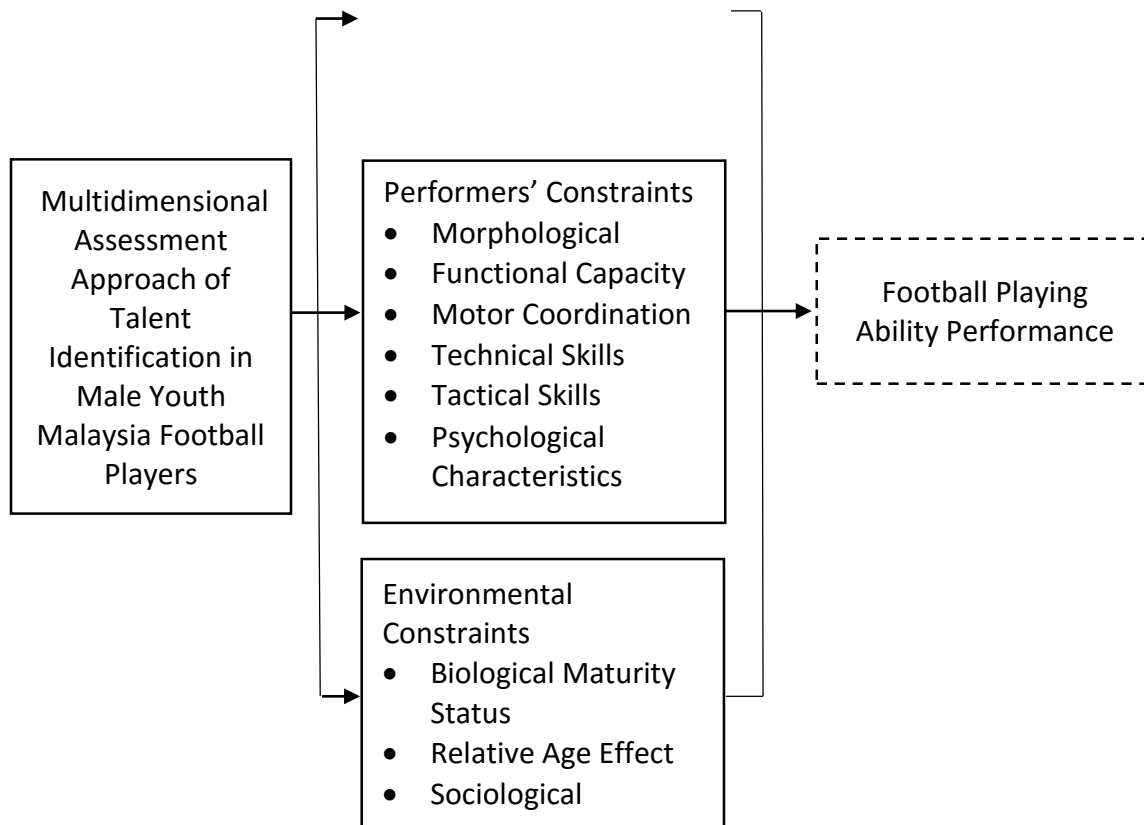 Multidimensional
Assessment
Approach of
Talent
Identification in
Male Youth
Malaysia Football
Players
Performers’ Constraints
• Morphological
• Functional Capacity
• Motor Coordination
• Technical Skills
• Tactical Skills
• Psychological
Characteristics
Environmental
Constraints
• Biological Maturity
Status
• Relative Age Effect
• Sociological
Football Playing
Ability Performance